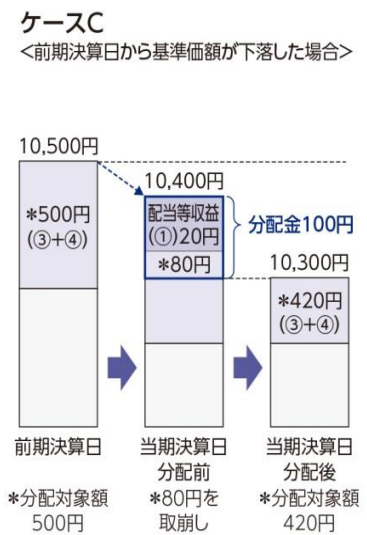 ケースC
<前期決算日から基準価額が下落した場合>
10,500円
10,400円
*500円
(③+④)
配当等収益
(①)20円
*80円
分配金100円
10,300円
*420円
(③+④)
前期決算日
当期決算日
分配前
当期決算日
分配後
*分配対象額
500円
*80円を
取崩し
*分配対象額
420円